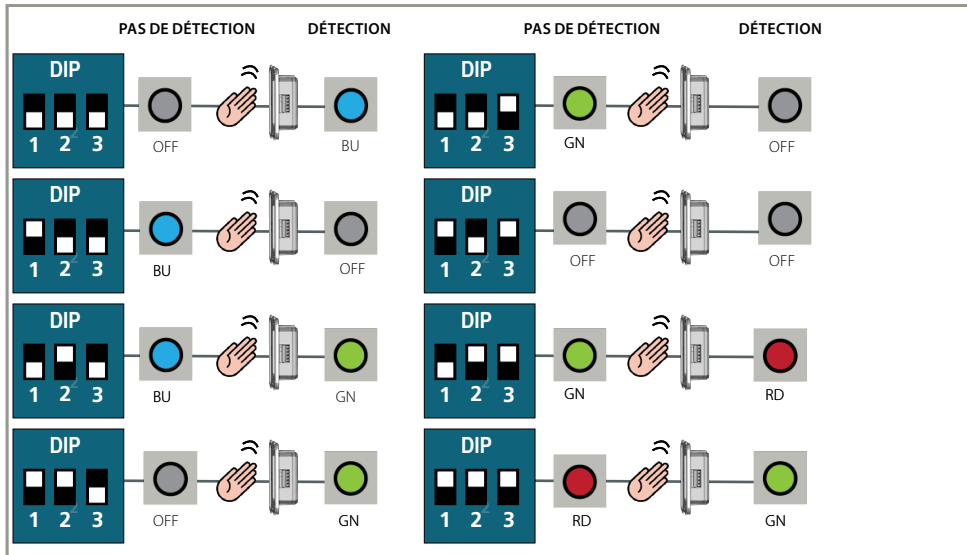 PAS DE DÉTECTION DÉTECTION PAS DE DÉTECTION DÉTECTION
DIP
1 2 3
OFF BU
DIP
1 2 3
GN OFF
DIP
1 2 3
BU OFF
DIP
1 2 3
OFF OFF
DIP
1 2 3
BU GN
DIP
1 2 3
GN RD
DIP
1 2 3
OFF GN
DIP
1 2 3
RD GN